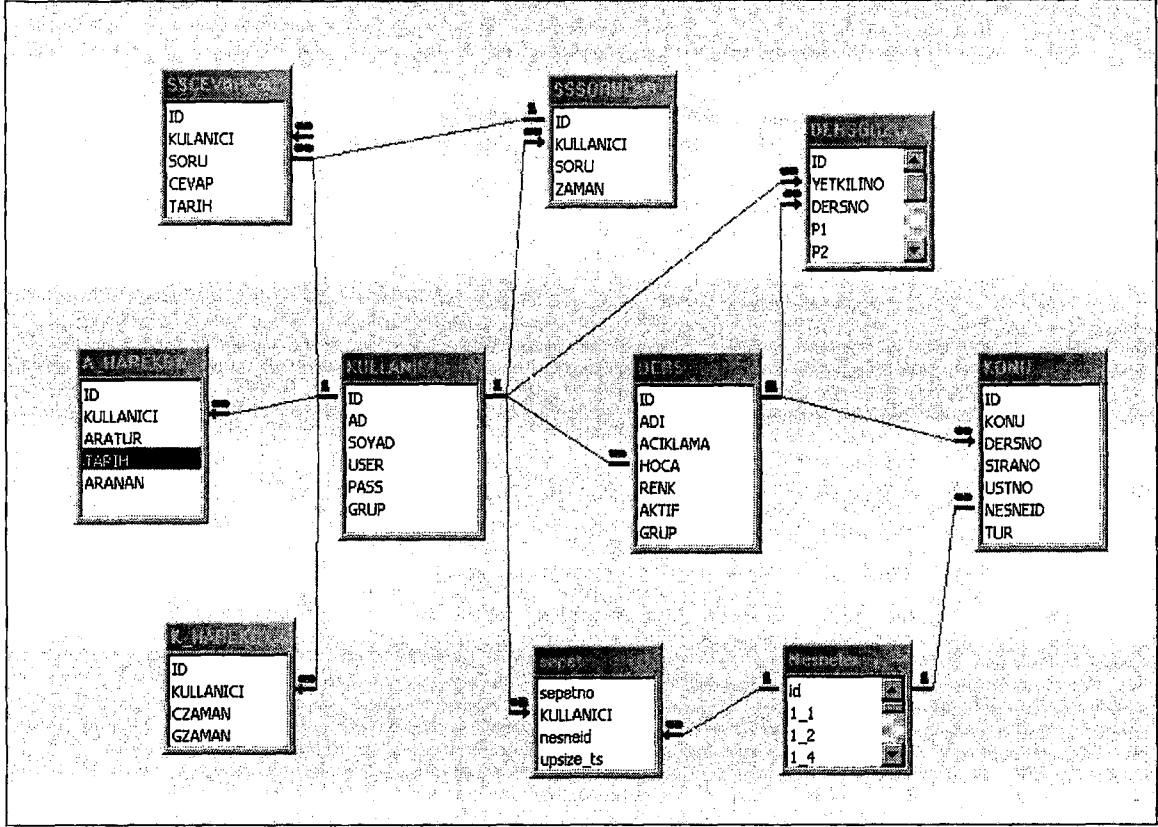 ID
KULANICI
SORU
CEVAP
TARIH
ID
KULLANICI
SORU
ZAMAN
ID
YETKILINO
DERSNO
P1
P2
ID
KULLANICI
ARATUR
TARIH
ARANAN
ID
AD
SOYAD
USER
PASS
GRUP
DERS
ID
ADI
ACIKLAMA
HOCA
RENK
AKTIF
GRUP
KONU
ID
KONU
DERSNO
SIRANO
USTNO
NESNEID
TUR
ID
KULLANICI
CZAMAN
GZAMAN
sepet
sepetno
KULLANICI
nesneid
upsize_ts
id
1_1
1_2
1_4